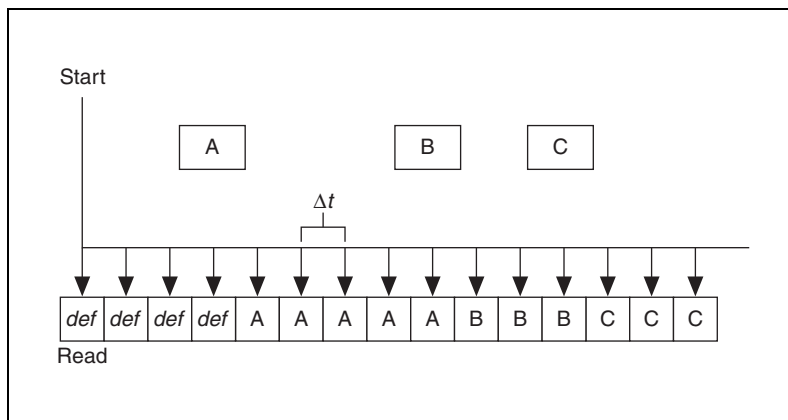 Start
A B C
Δt
def def def def A A A A A B B B C C C
Read